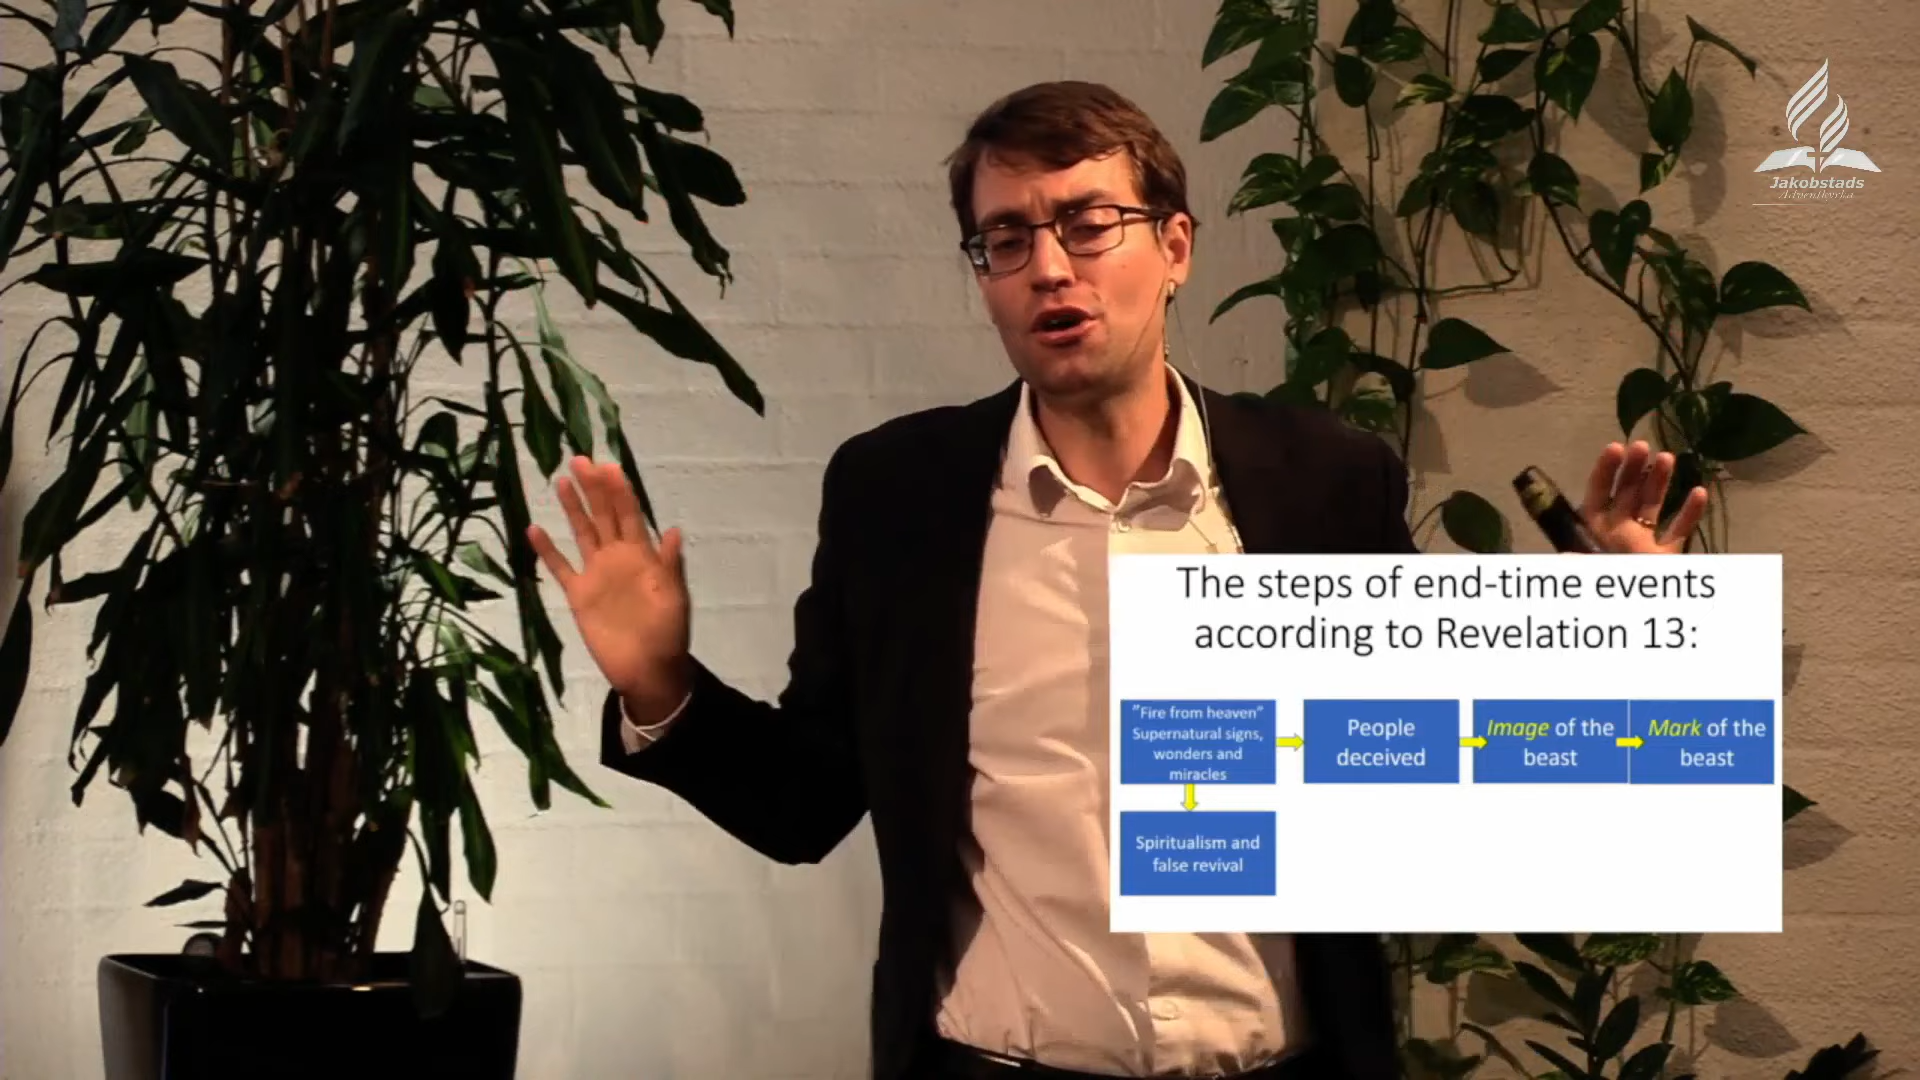 Jakobstads
Adventkyrka
The steps of end-time events
according to Revelation 13:
"Fire from heaven"
Supernatural signs,
wonders and
miracles
People
deceived
Image of the
beast
Mark of the
beast
Spiritualism and
false revival